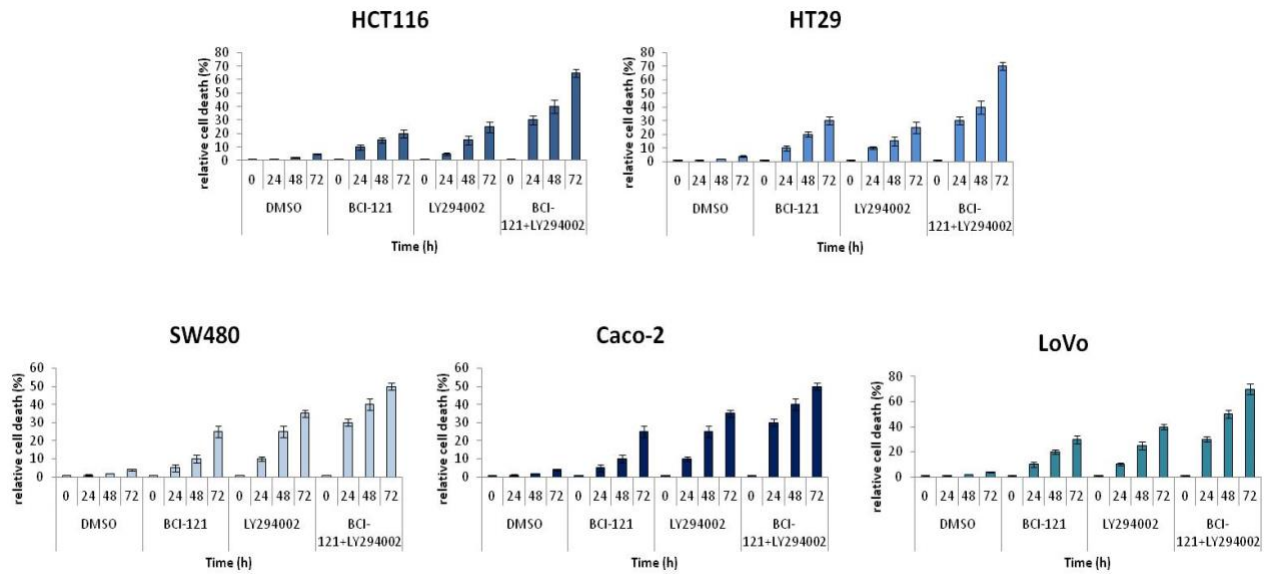 HCT116
relative cell death (%)
80
70
60
50
40
30
20
10
0
0 24 48 72 0 24 48 72 0 24 48 72 0 24 48 72
DMSO BCI-121 LY294002 BCI-
121+LY294002
Time (h)
HT29
relative cell death (%)
80
70
60
50
40
30
20
10
0
0 24 48 72 0 24 48 72 0 24 48 72 0 24 48 72
DMSO BCI-121 LY294002 BCI-
121+LY294002
Time (h)
SW480
relative cell death (%)
60
50
40
30
20
10
0
0 24 48 72 0 24 48 72 0 24 48 72 0 24 48 72
DMSO BCI-121 LY294002 BCI-
121+LY294002
Time (h)
Caco-2
relative cell death (%)
60
50
40
30
20
10
0
0 24 48 72 0 24 48 72 0 24 48 72 0 24 48 72
DMSO BCI-121 LY294002 BCI-
121+LY294002
Time (h)
LoVo
relative cell death (%)
80
60
40
20
0
0 24 48 72 0 24 48 72 0 24 48 72 0 24 48 72
DMSO BCI-121 LY294002 BCI-
121+LY294002
Time (h)